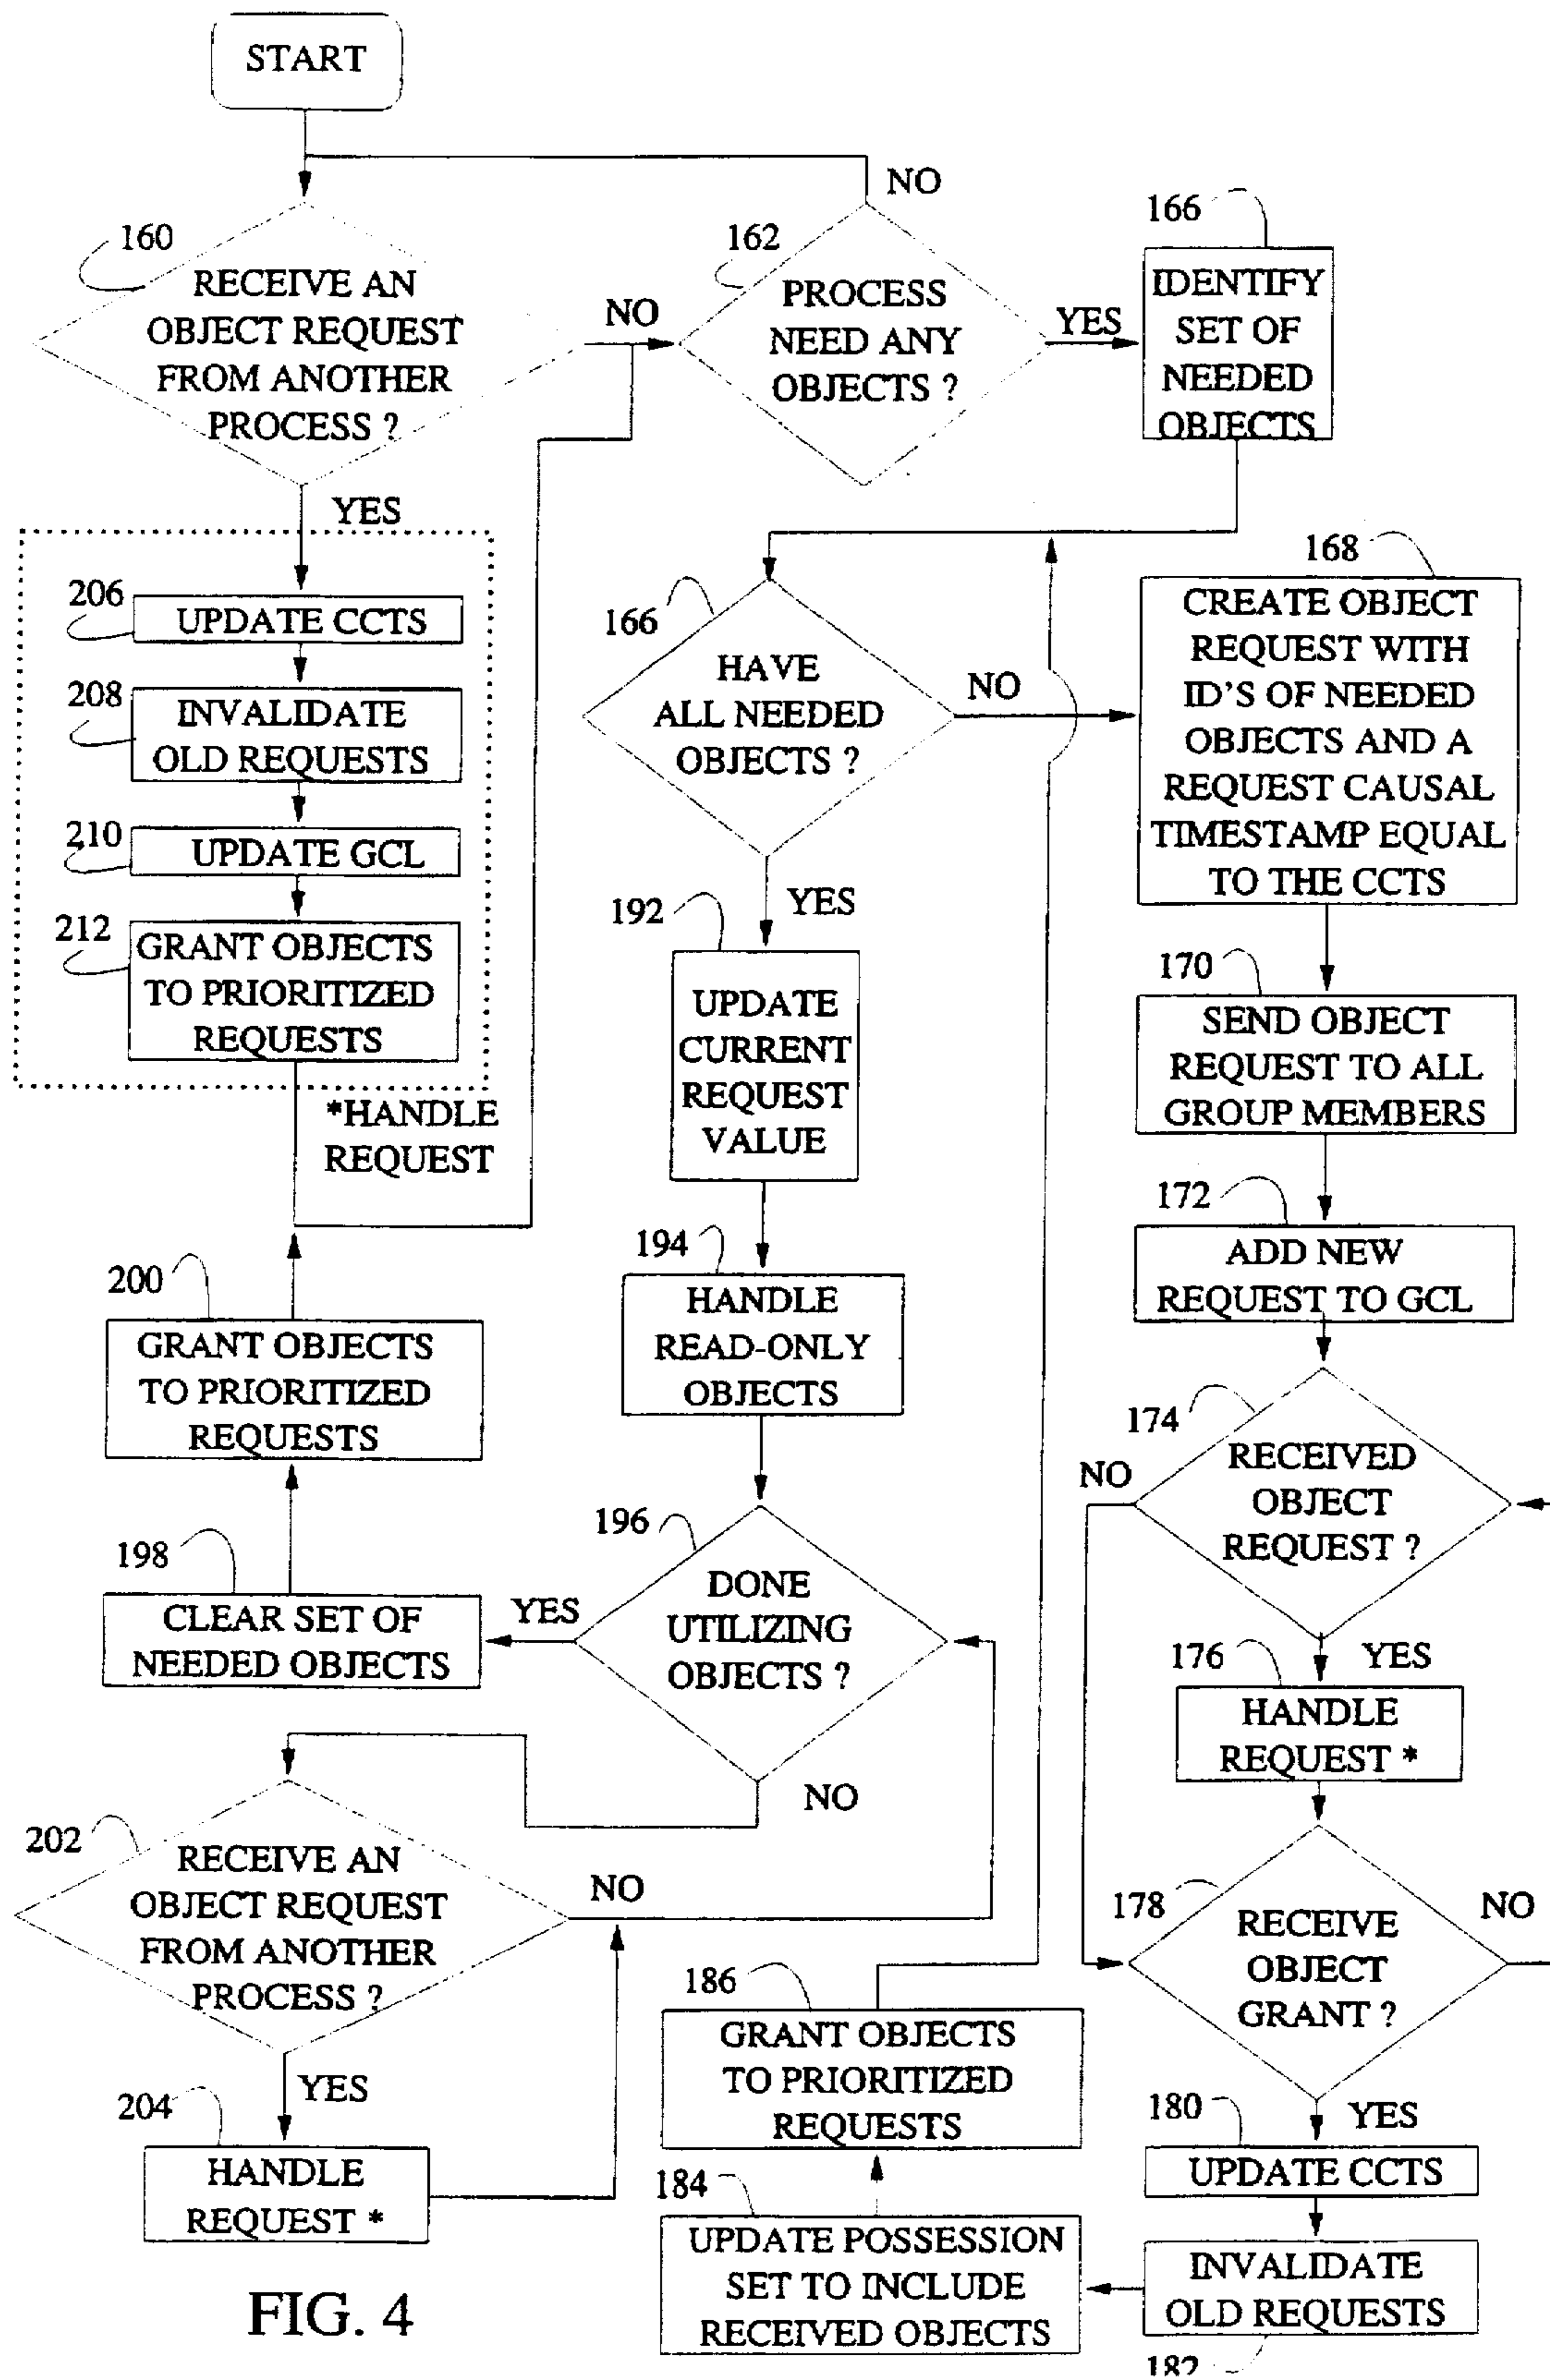 START
NO
160
RECEIVE AN
OBJECT REQUEST
FROM ANOTHER
PROCESS ?
NO
162
PROCESS
NEED ANY
OBJECTS ?
YES
166
IDENTIFY
SET OF
NEEDED
OBJECTS
YES
206
UPDATE CCTS
208
INVALIDATE
OLD REQUESTS
210
UPDATE GCL
212
GRANT OBJECTS
TO PRIORITIZED
REQUESTS
*HANDLE
REQUEST
166
HAVE
ALL NEEDED
OBJECTS ?
NO
YES
168
CREATE OBJECT
REQUEST WITH
ID'S OF NEEDED
OBJECTS AND A
REQUEST CAUSAL
TIMESTAMP EQUAL
TO THE CCTS
170
SEND OBJECT
REQUEST TO ALL
GROUP MEMBERS
172
ADD NEW
REQUEST TO GCL
174
RECEIVED
OBJECT
REQUEST ?
NO
YES
176
HANDLE
REQUEST *
178
RECEIVE
OBJECT
GRANT ?
NO
YES
180
UPDATE CCTS
INVALIDATE
OLD REQUESTS
182
184
UPDATE POSSESSION
SET TO INCLUDE
RECEIVED OBJECTS
186
GRANT OBJECTS
TO PRIORITIZED
REQUESTS
192
UPDATE
CURRENT
REQUEST
VALUE
194
HANDLE
READ-ONLY
OBJECTS
196
DONE
UTILIZING
OBJECTS ?
YES
NO
198
CLEAR SET OF
NEEDED OBJECTS
200
GRANT OBJECTS
TO PRIORITIZED
REQUESTS
202
RECEIVE AN
OBJECT REQUEST
FROM ANOTHER
PROCESS ?
NO
YES
204
HANDLE
REQUEST *
FIG. 4